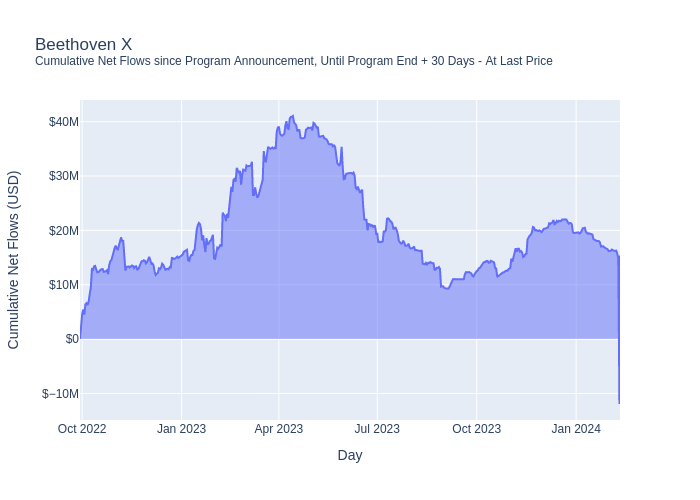 Beethoven X
Cumulative Net Flows since Program Announcement, Until Program End + 30 Days - At Last Price
Cumulative Net Flows (USD)
$40M
$30M
$20M
$10M
$0
$−10M
Oct 2022
Jan 2023
Apr 2023
Jul 2023
Oct 2023
Jan 2024
Day